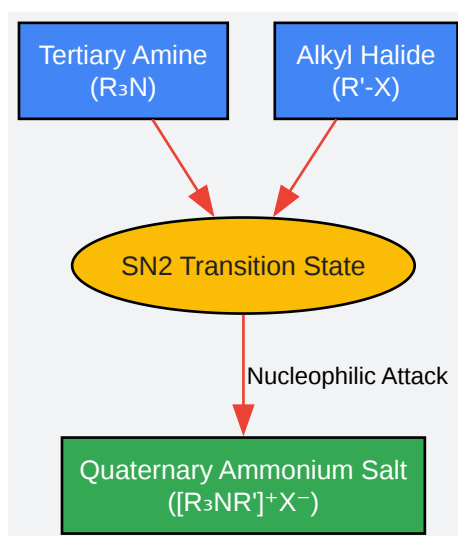 Tertiary Amine
(R₃N)
Alkyl Halide
(R'-X)
SN2 Transition State
Nucleophilic Attack
Quaternary Ammonium Salt
([R₃NR']⁺X⁻)